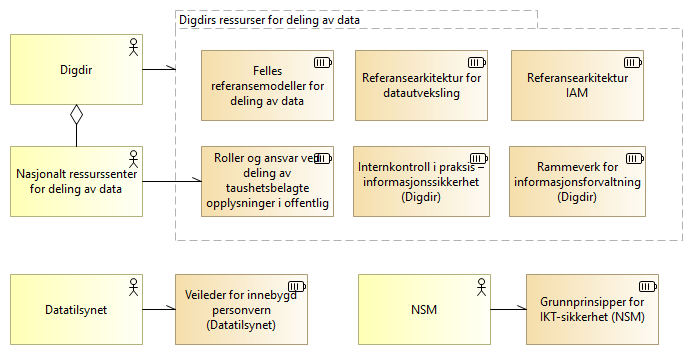 Digdirs ressurser for deling av data
Digdir
Felles
referansemodeller for
deling av data
Referansearkitektur for
datautveksling
Referansearkitektur
IAM
Nasjonalt ressurssenter
for deling av data
Roller og ansvar ved
deling av
taushetsbelagte
opplysninger i offentlig
Internkontroll i praksis –
informasjonssikkerhet
(Digdir)
Rammeverk for
informasjonsforvaltning
(Digdir)
Datatilsynet
Veileder for innebygd
personvern
(Datatilsynet)
NSM
Grunnprinsipper for
IKT-sikkerhet (NSM)